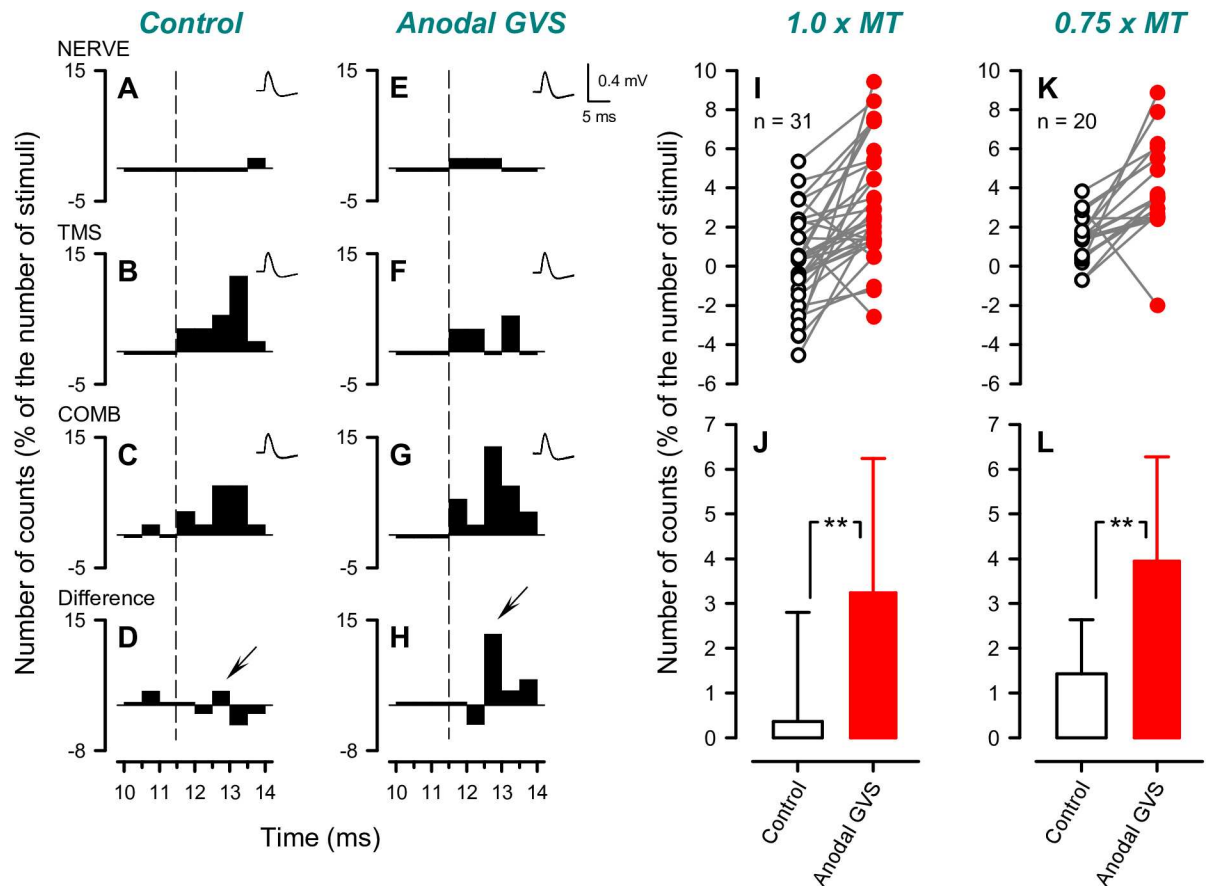 Control
Anodal GVS
1.0 x MT
0.75 x MT
Number of counts (% of the number of stimuli)
NERVE
15
A
-5
TMS
15
B
-5
COMB
15
C
-5
Difference
15
D
-8
10 11 12 13 14
15
E
0.4 mV
5 ms
-5
15
F
-5
15
G
-5
15
H
-8
10 11 12 13 14
Time (ms)
Number of counts (% of the number of stimuli)
10
8
6
4
2
0
-2
-4
-6
I
n = 31
7
6
5
4
3
2
1
0
J
**
Control
Anodal GVS
10
8
6
4
2
0
-2
-4
-6
K
n = 20
7
6
5
4
3
2
1
0
L
**
Control
Anodal GVS